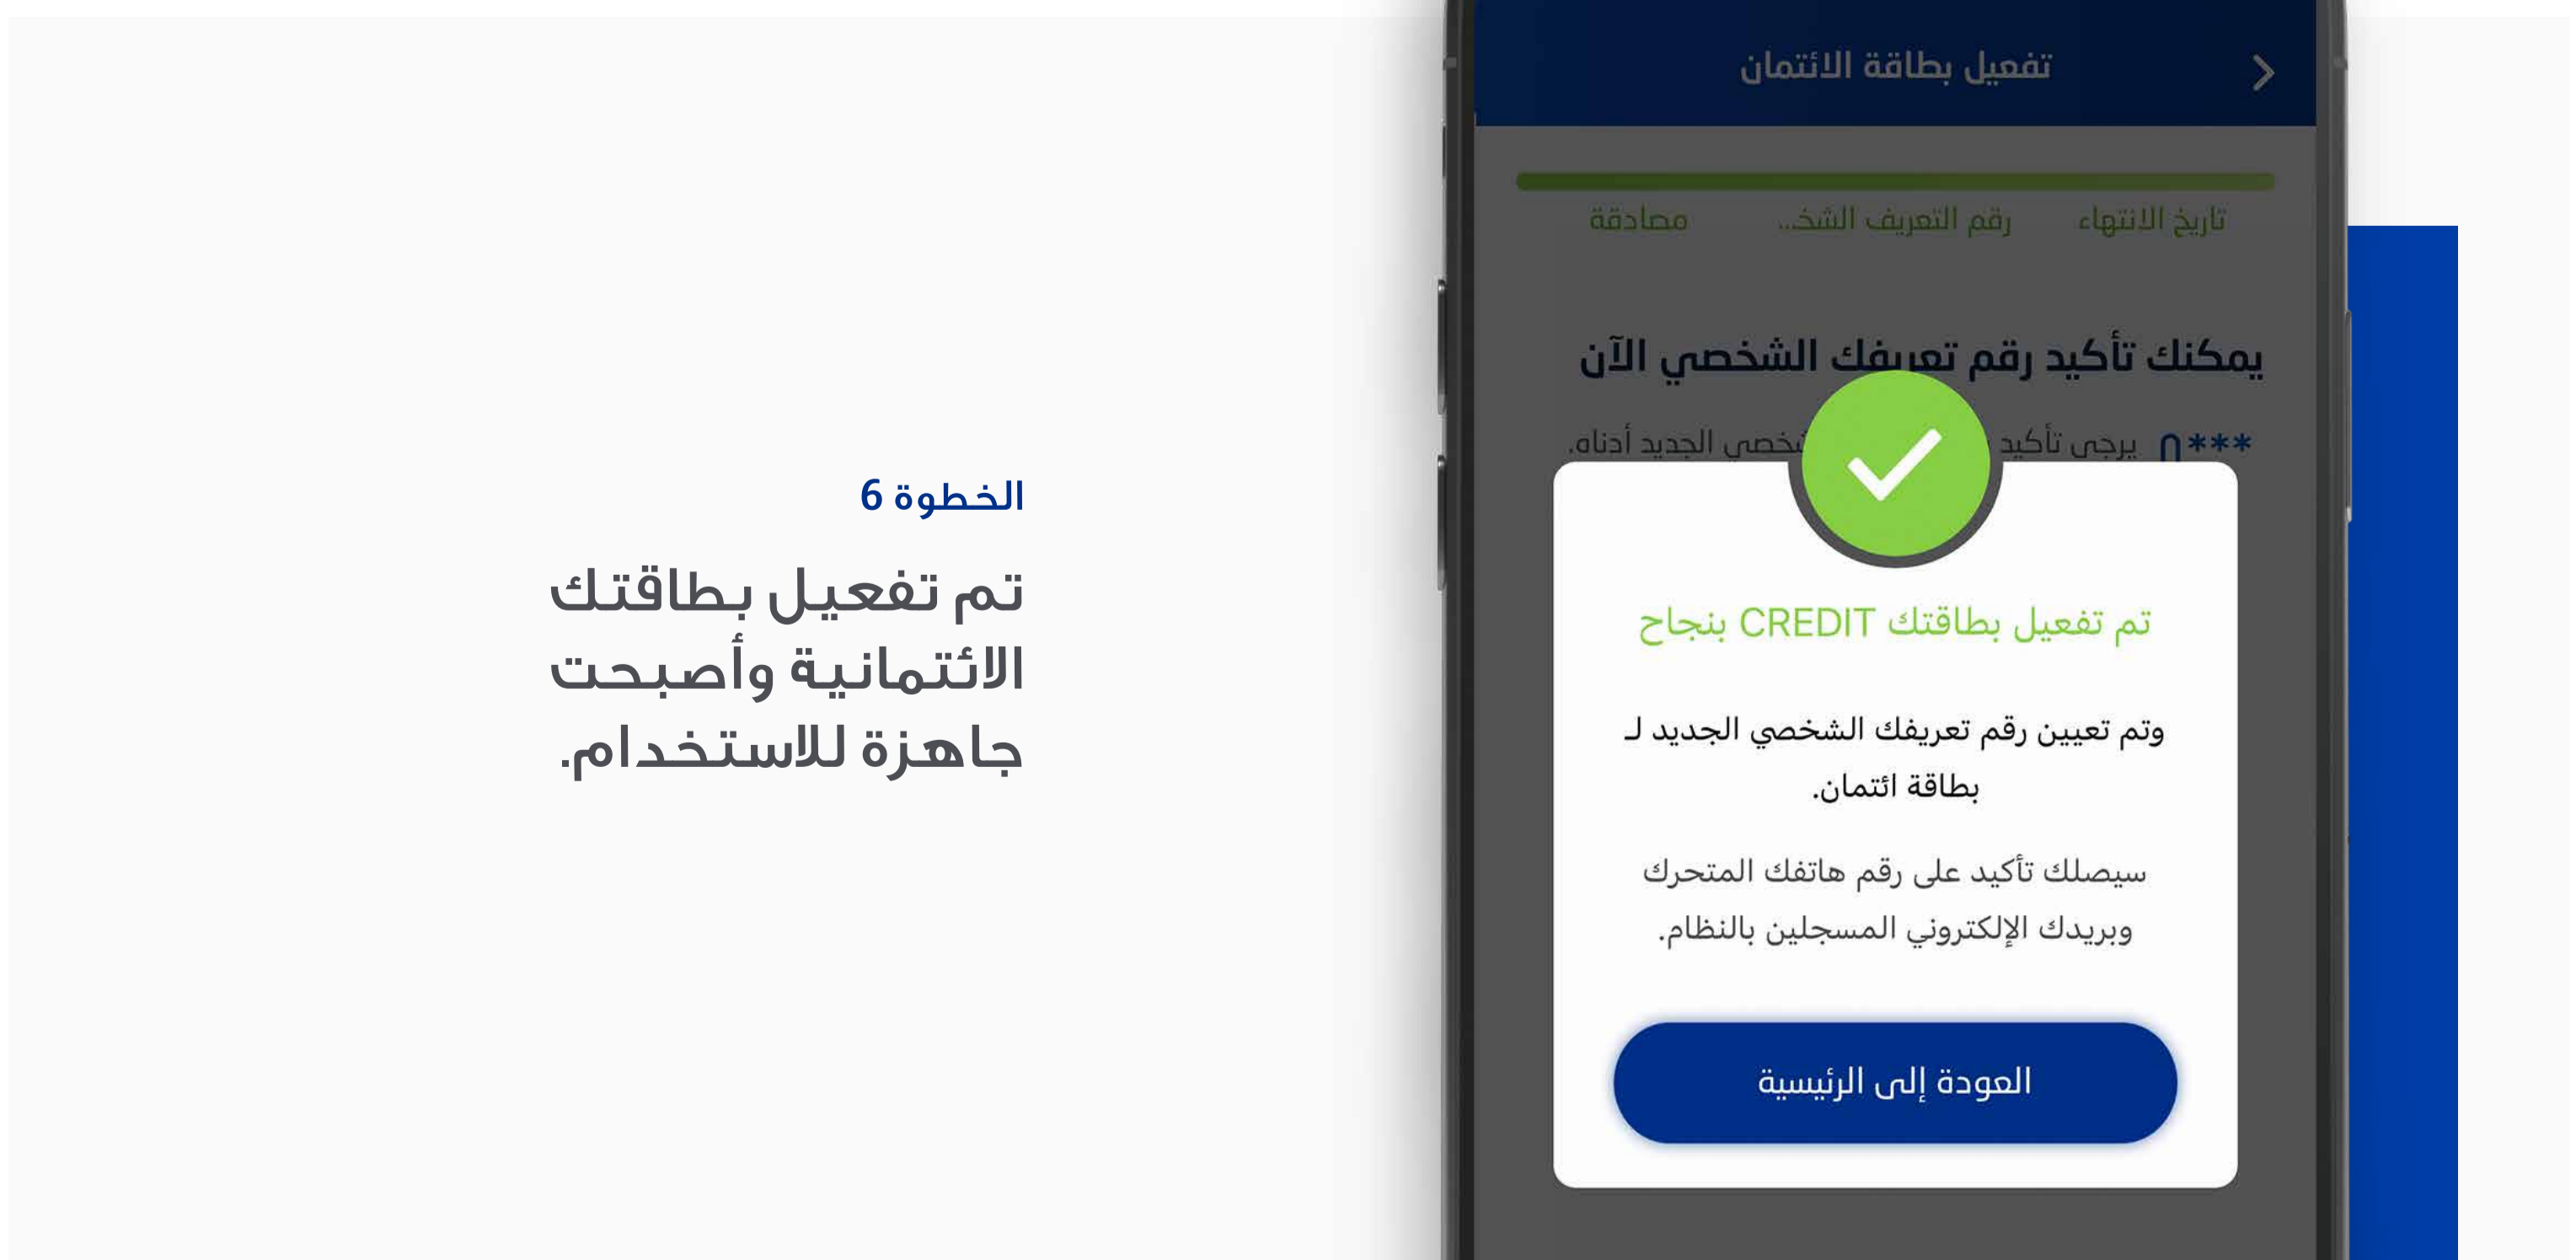 تفعيل بطاقة الائتمان
تاريخ الانتهاء رقم التعريف الشخـ... مصادقة
يمكنك تأكيد رقم تعريفك الشخصي الآن
يرجى تأكيد الجديد أدناه.
تم تفعيل بطاقتك CREDIT بنجاح
وتم تعيين رقم تعريفك الشخصي الجديد لـ
بطاقة ائتمان.
سيصلك تأكيد على رقم هاتفك المتحرك
وبريدك الإلكتروني المسجلين بالنظام.
العودة إلى الرئيسية
الخطوة 6
تم تفعيل بطاقتك
الائتمانية وأصبحت
جاهزة للاستخدام.